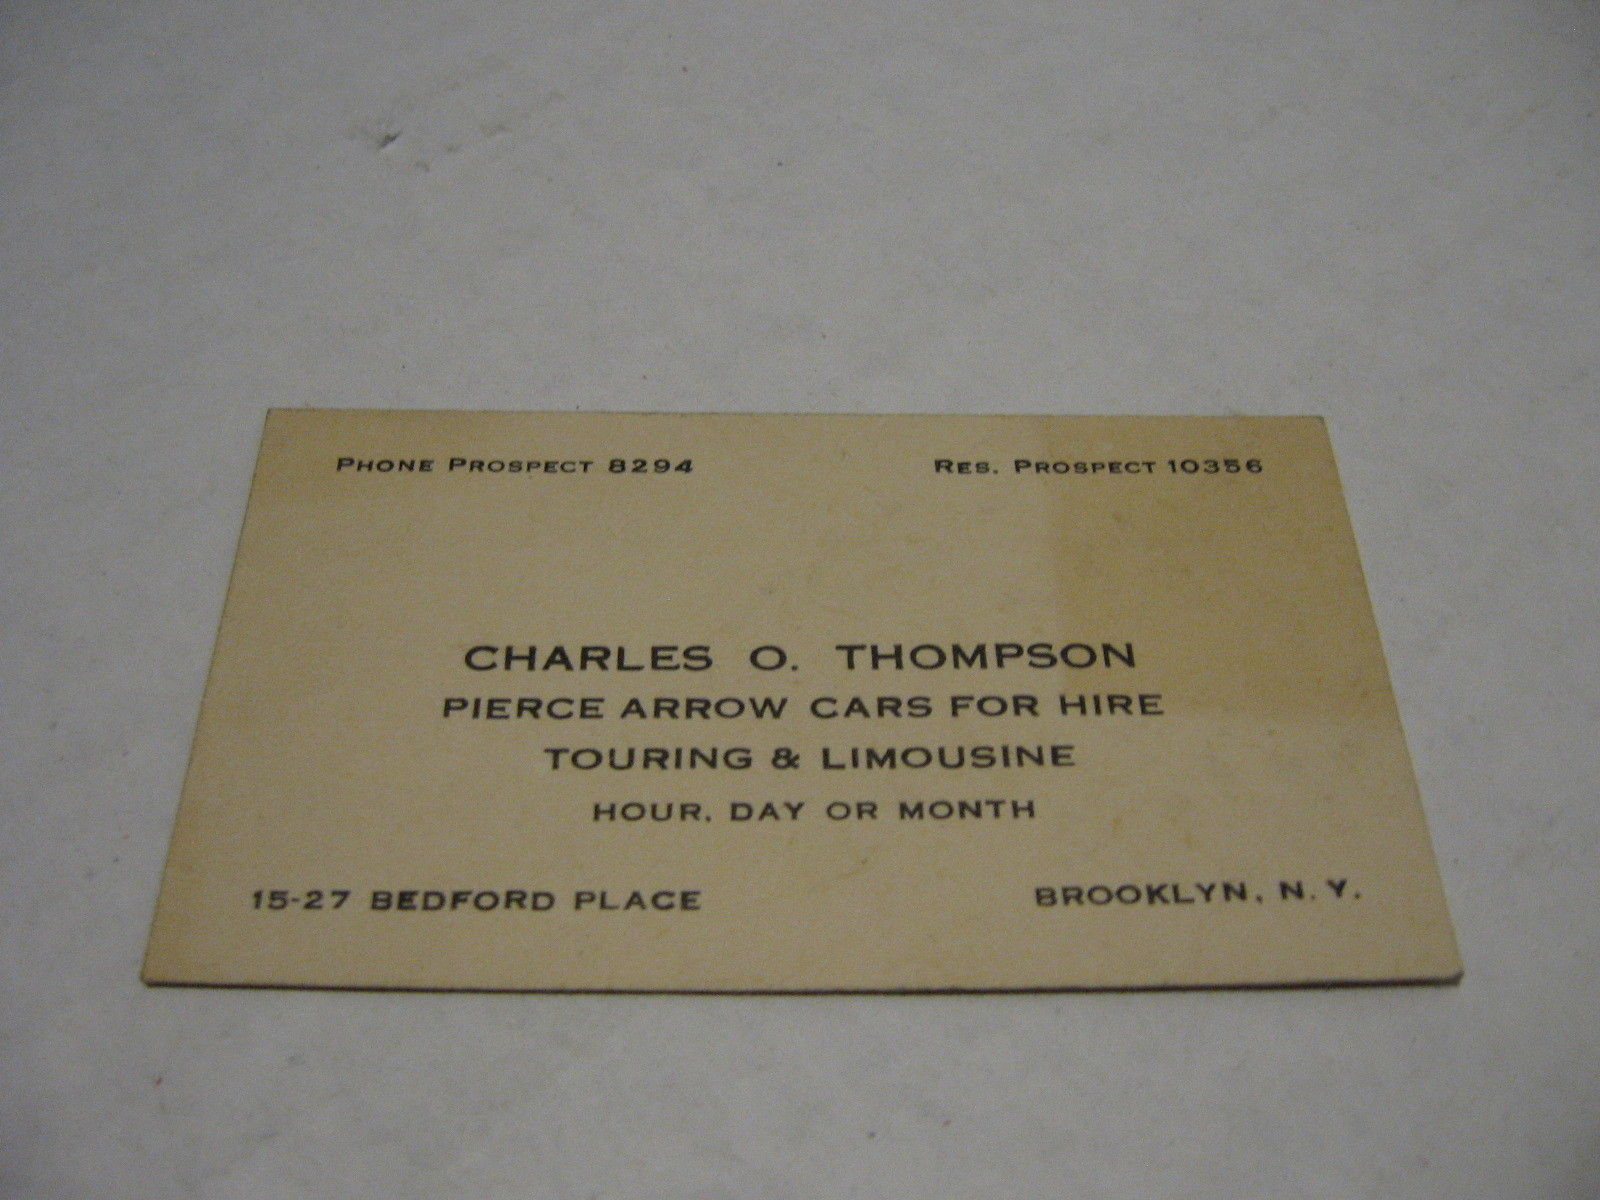 PHONE PROSPECT 8294
RES. PROSPECT 10356
CHARLES O. THOMPSON
PIERCE ARROW CARS FOR HIRE
TOURING & LIMOUSINE
HOUR, DAY OR MONTH
15-27 BEDFORD PLACE
BROOKLYN, N. Y.